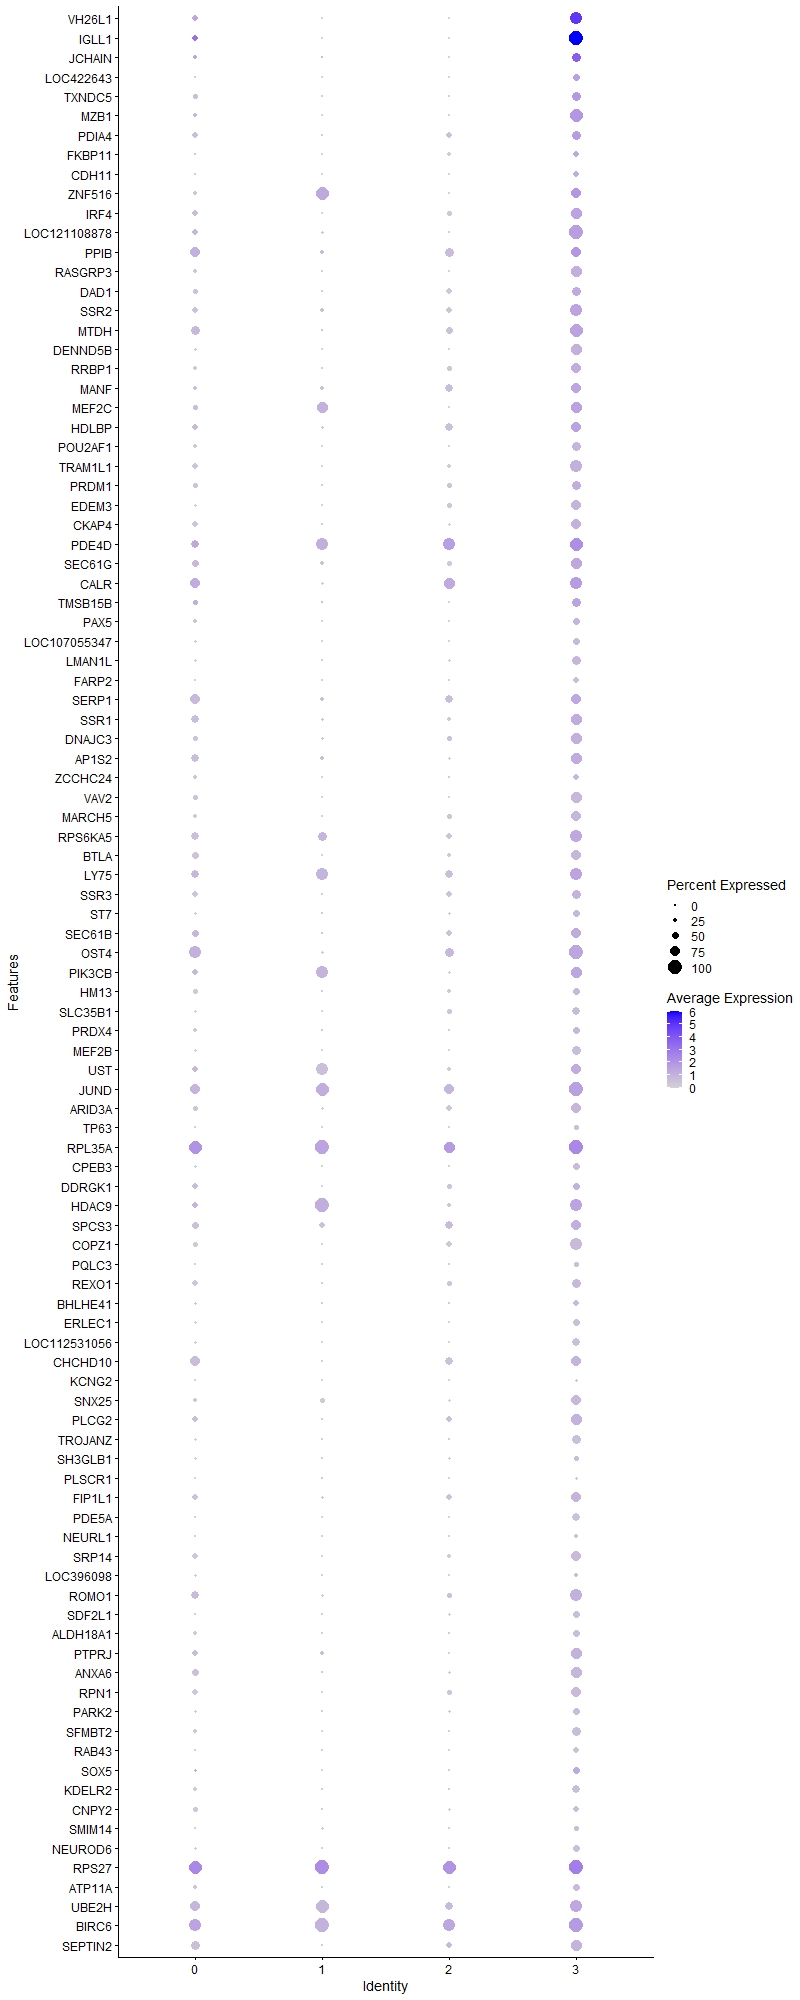 VH26L1
IGLL1
JCHAIN
LOC422643
TXNDC5
MZB1
PDIA4
FKBP11
CDH11
ZNF516
IRF4
LOC121108878
PPIB
RASGRP3
DAD1
SSR2
MTDH
DENND5B
RRBP1
MANF
MEF2C
HDLBP
POU2AF1
TRAM1L1
PRDM1
EDEM3
CKAP4
PDE4D
SEC61G
CALR
TMSB15B
PAX5
LOC107055347
LMAN1L
FARP2
SERP1
SSR1
DNAJC3
AP1S2
ZCCHC24
VAV2
MARCH5
RPS6KA5
BTLA
LY75
SSR3
ST7
SEC61B
OST4
PIK3CB
HM13
SLC35B1
PRDX4
MEF2B
UST
JUND
ARID3A
TP63
RPL35A
CPEB3
DDRGK1
HDAC9
SPCS3
COPZ1
PQLC3
REXO1
BHLHE41
ERLEC1
LOC112531056
CHCHD10
KCNG2
SNX25
PLCG2
TROJANZ
SH3GLB1
PLSCR1
FIP1L1
PDE5A
NEURL1
SRP14
LOC396098
ROMO1
SDF2L1
ALDH18A1
PTPRJ
ANXA6
RPN1
PARK2
SFMBT2
RAB43
SOX5
KDELR2
CNPY2
SMIM14
NEUROD6
RPS27
ATP11A
UBE2H
BIRC6
SEPTIN2
Features
0 1 2 3
Identity
Percent Expressed
0
25
50
75
100
Average Expression
6
5
4
3
2
1
0